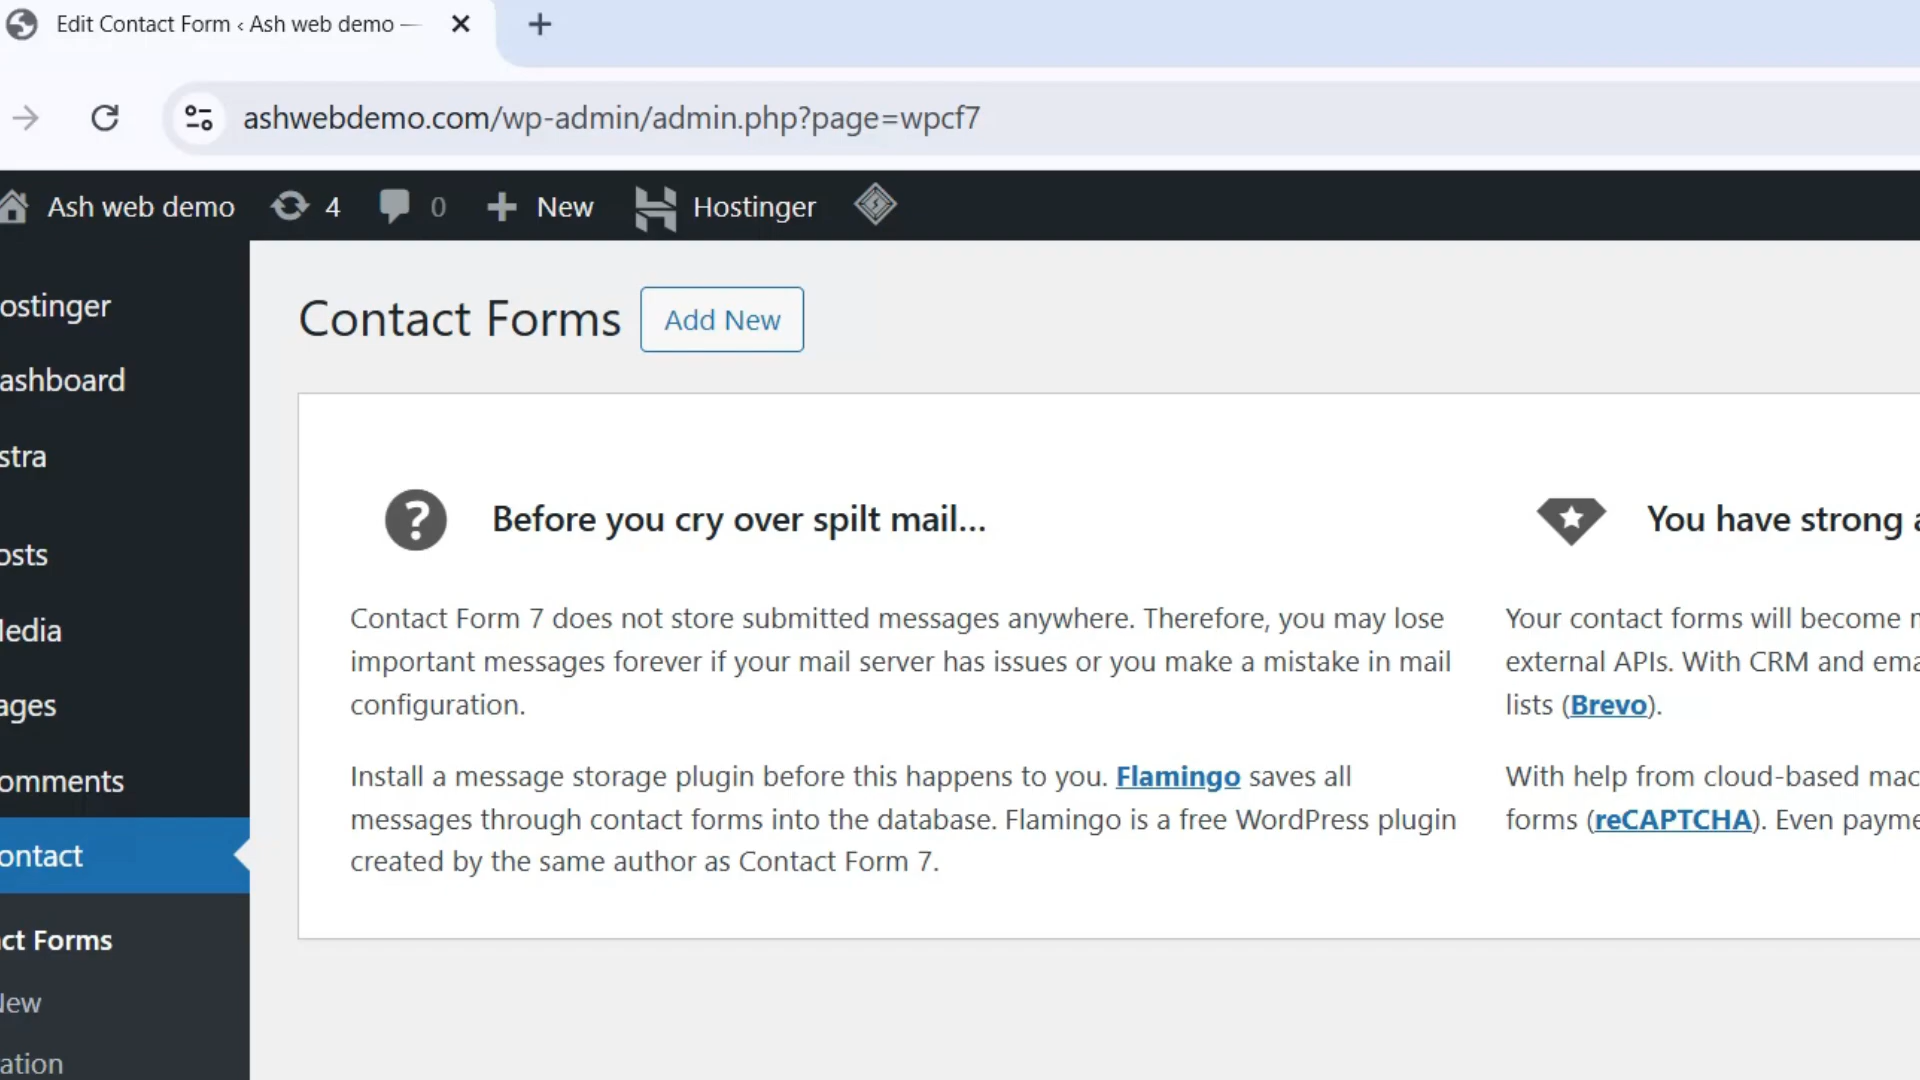 Edit Contact Form ‹ Ash web demo —
ashwebdemo.com/wp-admin/admin.php?page=wpcf7
Ash web demo 4 0 New Hostinger
ostinger
ashboard
stra
osts
edia
ages
omments
ontact
ct Forms
ew
ation
Contact Forms Add New
Before you cry over spilt mail…
Contact Form 7 does not store submitted messages anywhere. Therefore, you may lose
important messages forever if your mail server has issues or you make a mistake in mail
configuration.
Install a message storage plugin before this happens to you. Flamingo saves all
messages through contact forms into the database. Flamingo is a free WordPress plugin
created by the same author as Contact Form 7.
You have strong a
Your contact forms will become
external APIs. With CRM and ema
lists (Brevo).
With help from cloud-based mac
forms (reCAPTCHA). Even payme